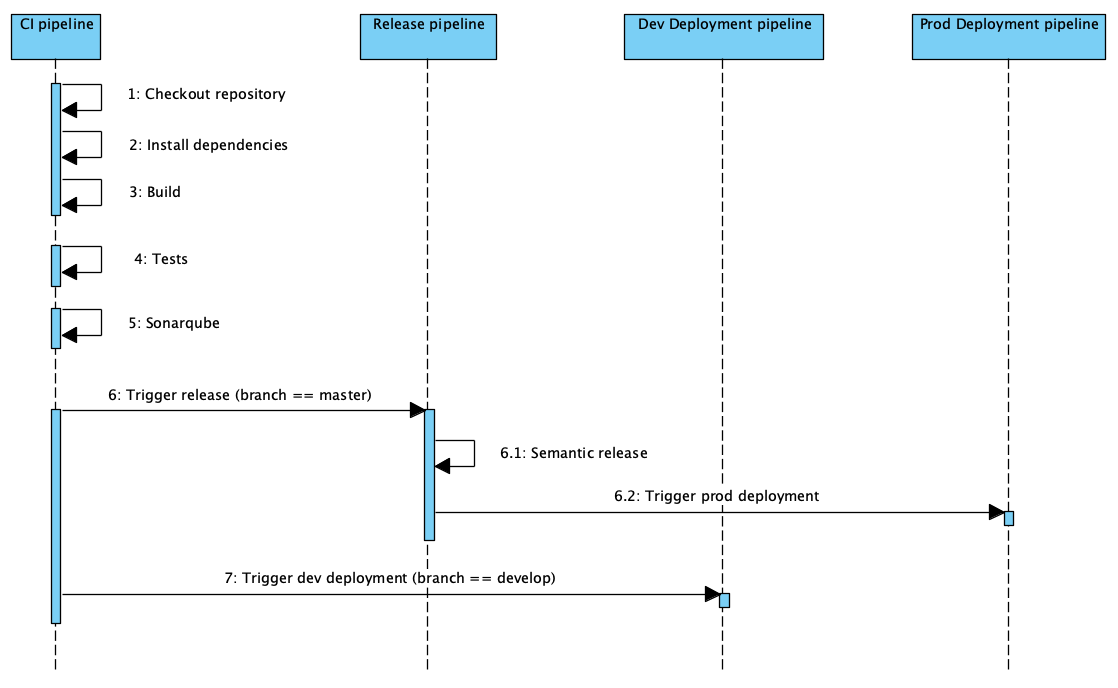 CI pipeline
Release pipeline
Dev Deployment pipeline
Prod Deployment pipeline
1: Checkout repository
2: Install dependencies
3: Build
4: Tests
5: Sonarqube
6: Trigger release (branch == master)
6.1: Semantic release
6.2: Trigger prod deployment
7: Trigger dev deployment (branch == develop)